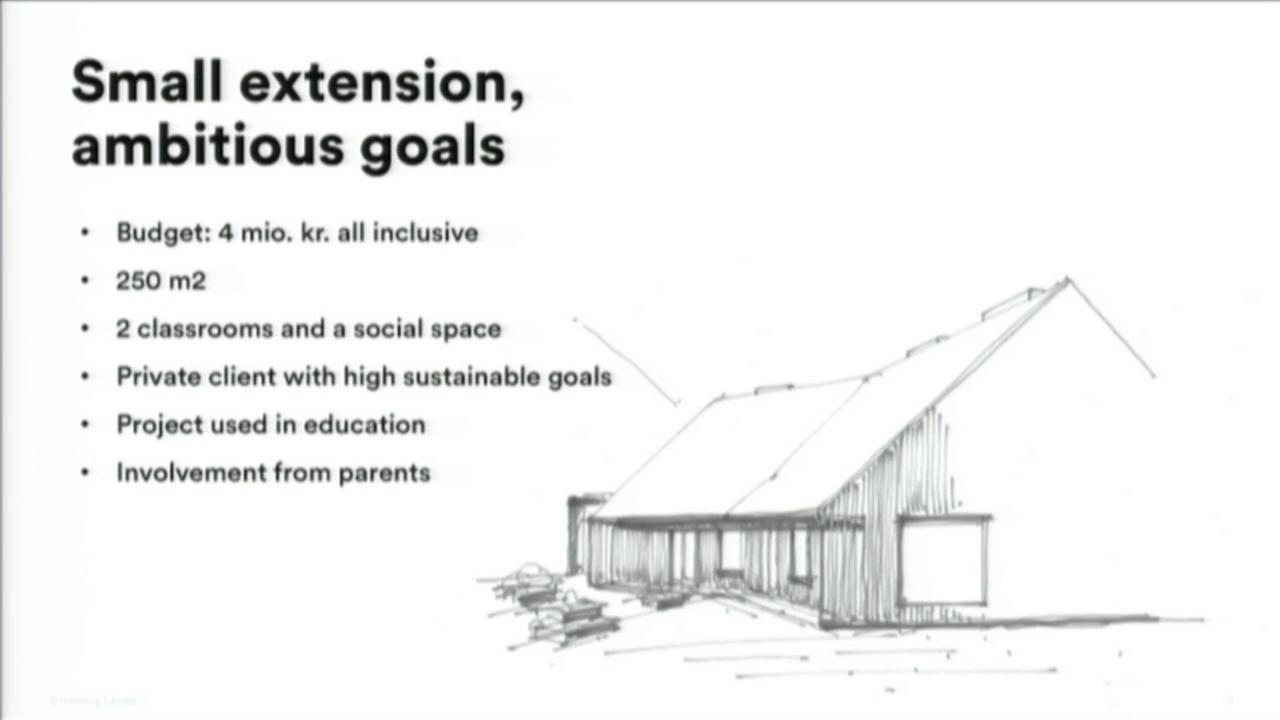 Small extension,
ambitious goals
• Budget: 4 mio. kr. all inclusive
• 250 m2
• 2 classrooms and a social space
• Private client with high sustainable goals
• Project used in education
• Involvement from parents